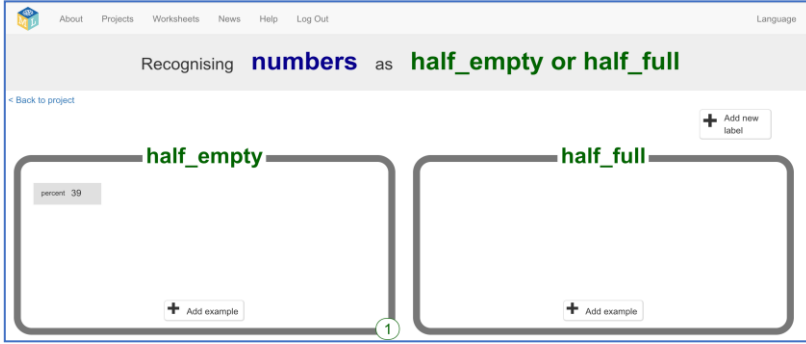 About Projects Worksheets News Help Log Out Language
Recognising numbers as half_empty or half_full
< Back to project
Add new
label
half_empty half_full
percent 39
Add example Add example
1